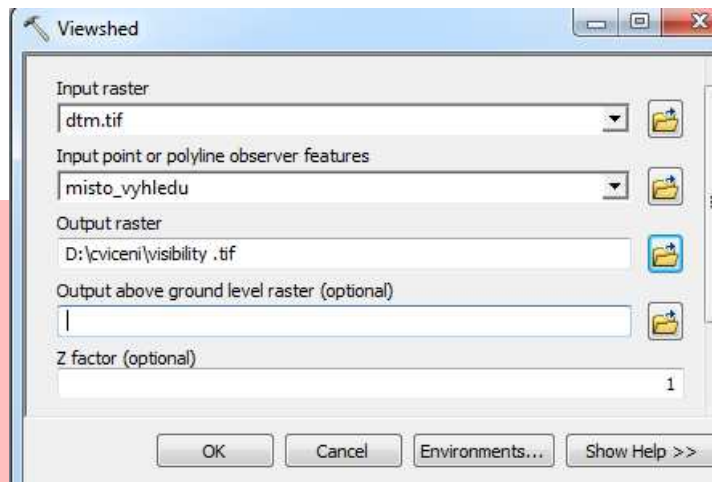 Viewshed
Input raster
dtm.tif
Input point or polyline observer features
misto_vyhledu
Output raster
D:\cviceni\visibility .tif
Output above ground level raster (optional)
Z factor (optional)
1
OK Cancel Environments... Show Help >>